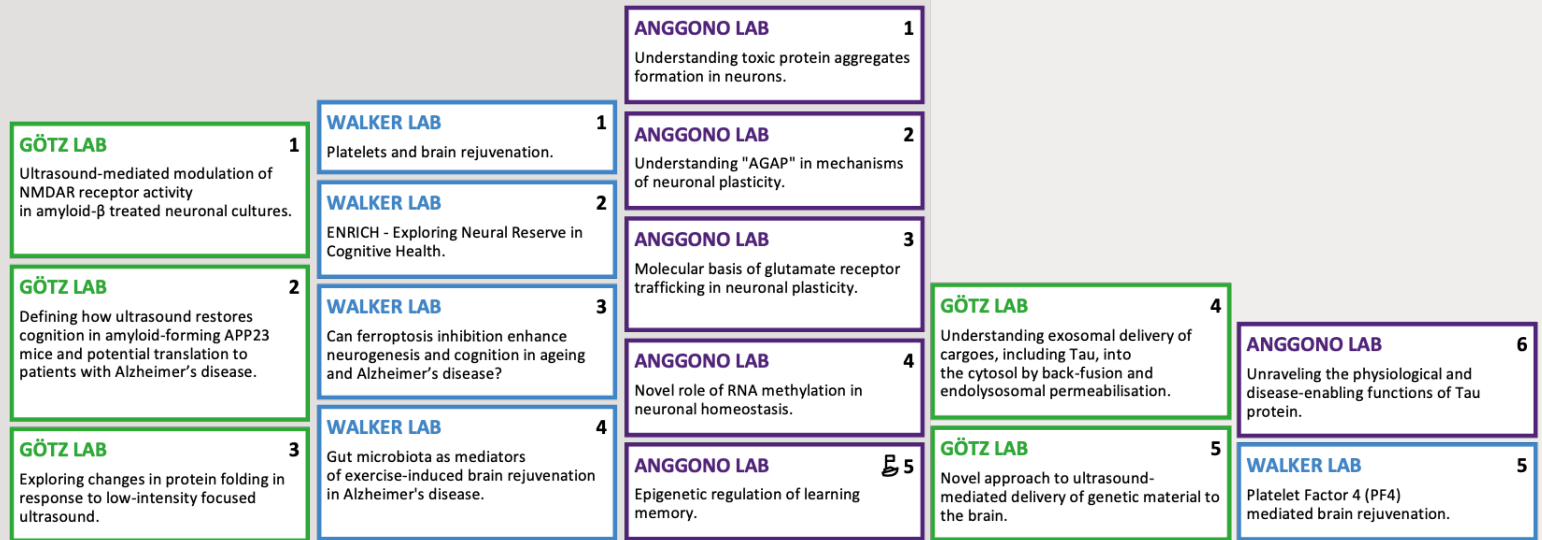 GÖTZ LAB 1
Ultrasound-mediated modulation of
NMDAR receptor activity
in amyloid-β treated neuronal cultures.
GÖTZ LAB 2
Defining how ultrasound restores
cognition in amyloid-forming APP23
mice and potential translation to
patients with Alzheimer’s disease.
GÖTZ LAB 3
Exploring changes in protein folding in
response to low-intensity focused
ultrasound.
WALKER LAB 1
Platelets and brain rejuvenation.
WALKER LAB 2
ENRICH - Exploring Neural Reserve in
Cognitive Health.
WALKER LAB 3
Can ferroptosis inhibition enhance
neurogenesis and cognition in ageing
and Alzheimer’s disease?
WALKER LAB 4
Gut microbiota as mediators
of exercise-induced brain rejuvenation
in Alzheimer's disease.
ANGGONO LAB 1
Understanding toxic protein aggregates
formation in neurons.
ANGGONO LAB 2
Understanding "AGAP" in mechanisms
of neuronal plasticity.
ANGGONO LAB 3
Molecular basis of glutamate receptor
trafficking in neuronal plasticity.
ANGGONO LAB 4
Novel role of RNA methylation in
neuronal homeostasis.
ANGGONO LAB 5
Epigenetic regulation of learning
memory.
GÖTZ LAB 4
Understanding exosomal delivery of
cargoes, including Tau, into
the cytosol by back-fusion and
endolysosomal permeabilisation.
GÖTZ LAB 5
Novel approach to ultrasound-
mediated delivery of genetic material to
the brain.
ANGGONO LAB 6
Unraveling the physiological and
disease-enabling functions of Tau
protein.
WALKER LAB 5
Platelet Factor 4 (PF4)
mediated brain rejuvenation.